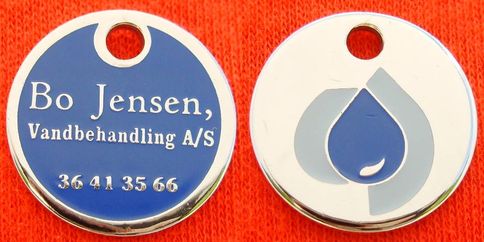 Bo Jensen,
Vandbehandling A/S
36 41 35 66